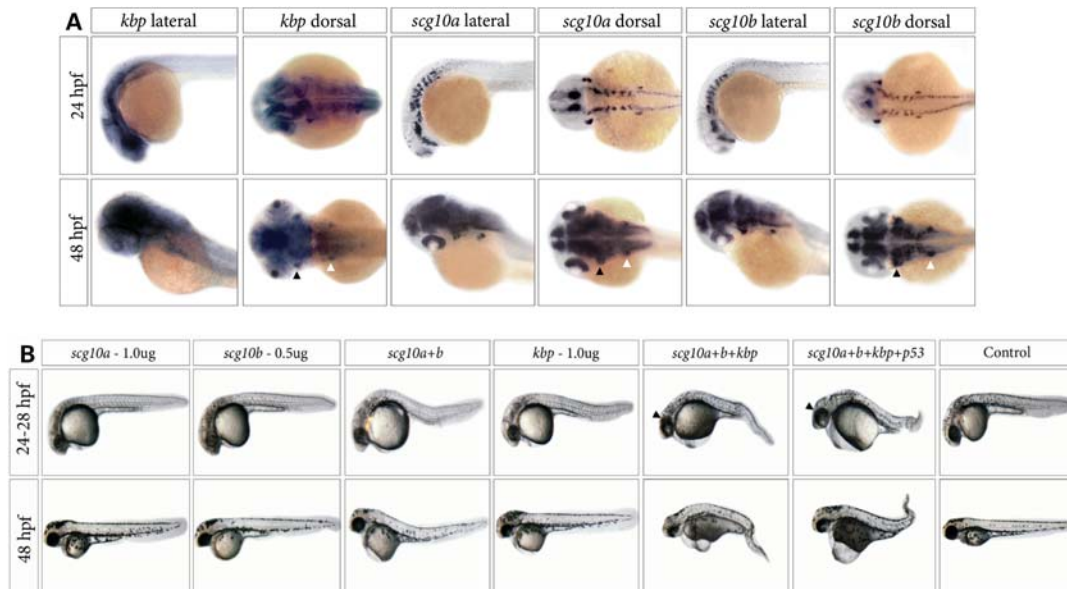 A
kbp lateral
kbp dorsal
scg10a lateral
scg10a dorsal
scg10b lateral
scg10b dorsal
24 hpf
48 hpf
B
scg10a - 1.0ug
scg10b - 0.5ug
scg10a+b
kbp - 1.0ug
scg10a+b+kbp
scg10a+b+kbp+p53
Control
24-28 hpf
48 hpf